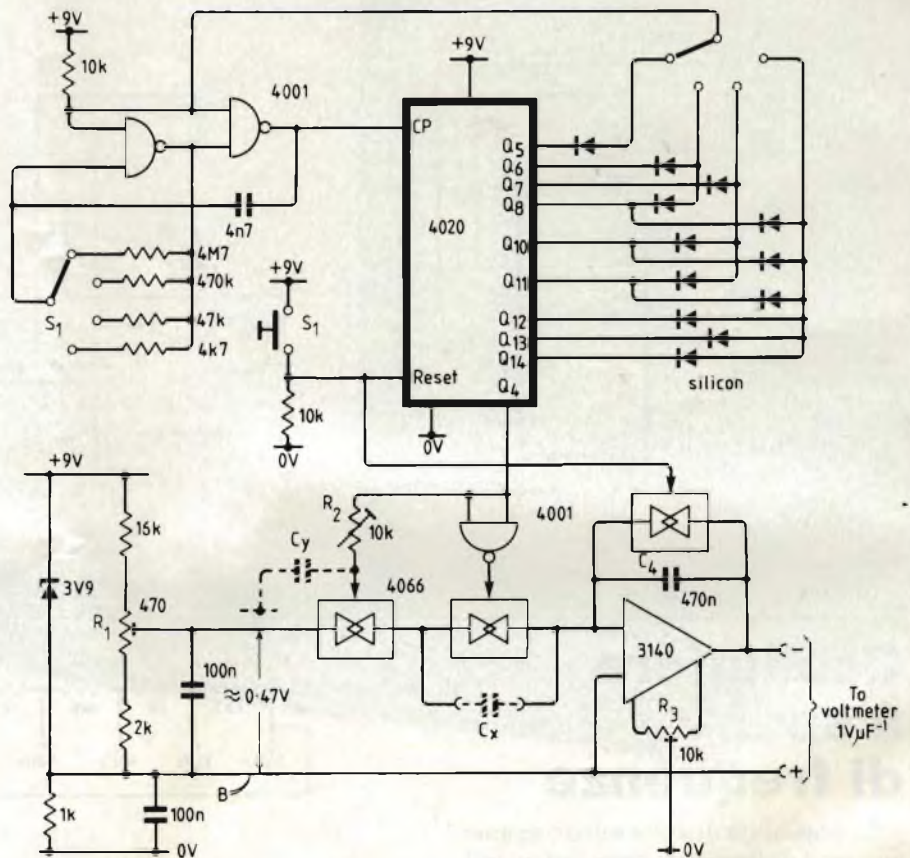 +9V
10k
4001
+9V
CP
4n7
4020
Q5
Q6
Q7
Q8
Q10
Q11
Q12
Q13
Q14
Q4
silicon
4M7
470k
47k
4k7
S1
+9V
S1
Reset
10k
0V
0V
+9V
15k
3V9
470
R1
2k
100n
≈ 0·47V
B
1k
100n
0V
R2
10k
Cy
4066
4001
Cx
C4
470n
3140
R3
10k
0V
−
+
To
voltmeter
1VμF⁻¹
di frequenze